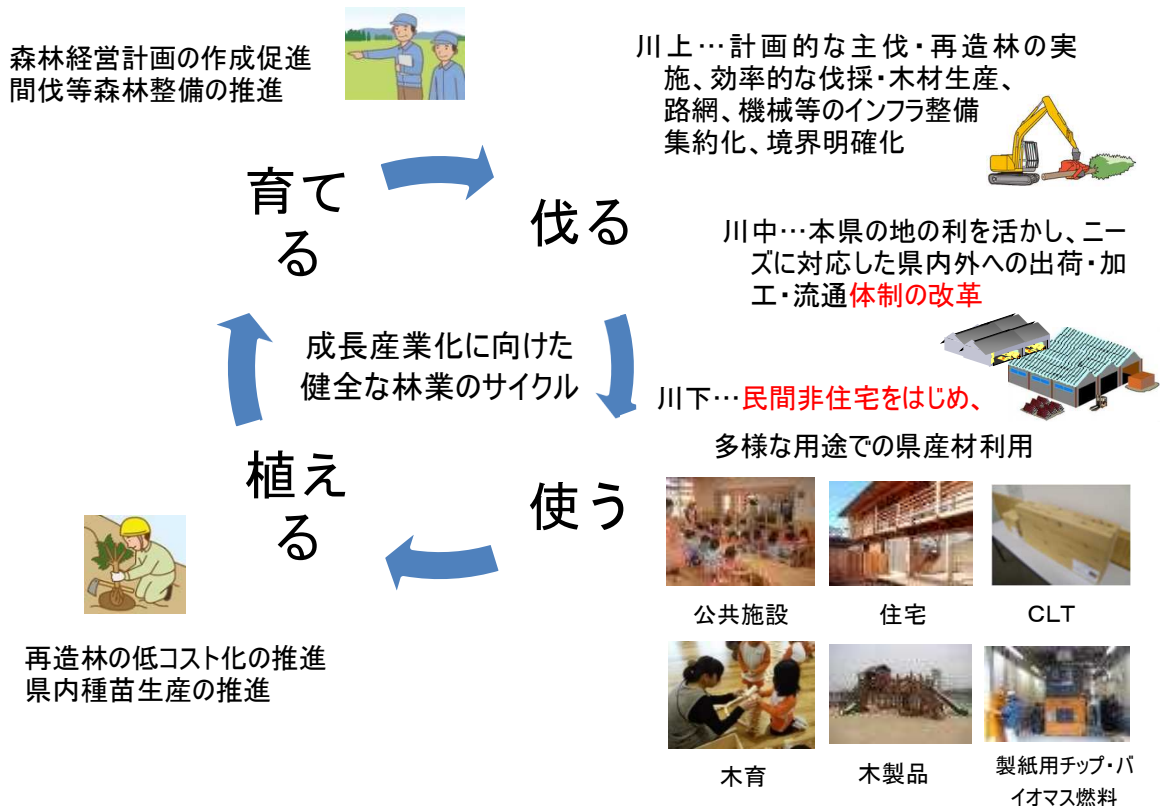 森林経営計画の作成促進
間伐等森林整備の推進
川上…計画的な主伐・再造林の実
施、効率的な伐採・木材生産、
路網、機械等のインフラ整備
集約化、境界明確化
育て
る
伐る
川中…本県の地の利を活かし、ニー
ズに対応した県内外への出荷・加
工・流通体制の改革
成長産業化に向けた
健全な林業のサイクル
川下…民間非住宅をはじめ、
多様な用途での県産材利用
植え
る
使う
公共施設
住宅
CLT
再造林の低コスト化の推進
県内種苗生産の推進
木育
木製品
製紙用チップ・バ
イオマス燃料